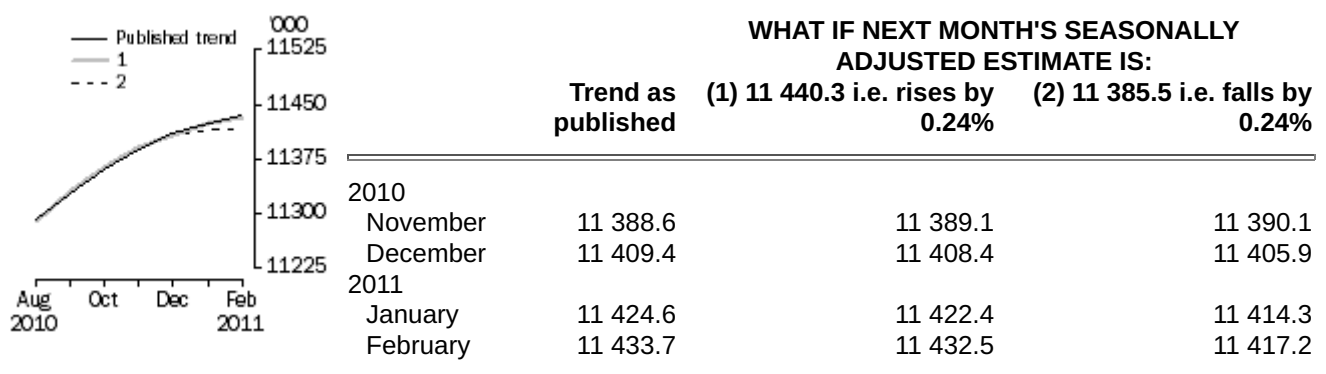 '000
Published trend
1
2
11525
11450
11375
11300
11225
Aug Oct Dec Feb
2010 2011
WHAT IF NEXT MONTH'S SEASONALLY
ADJUSTED ESTIMATE IS:
Trend as (1) 11 440.3 i.e. rises by (2) 11 385.5 i.e. falls by
published 0.24% 0.24%
2010
November 11 388.6 11 389.1 11 390.1
December 11 409.4 11 408.4 11 405.9
2011
January 11 424.6 11 422.4 11 414.3
February 11 433.7 11 432.5 11 417.2